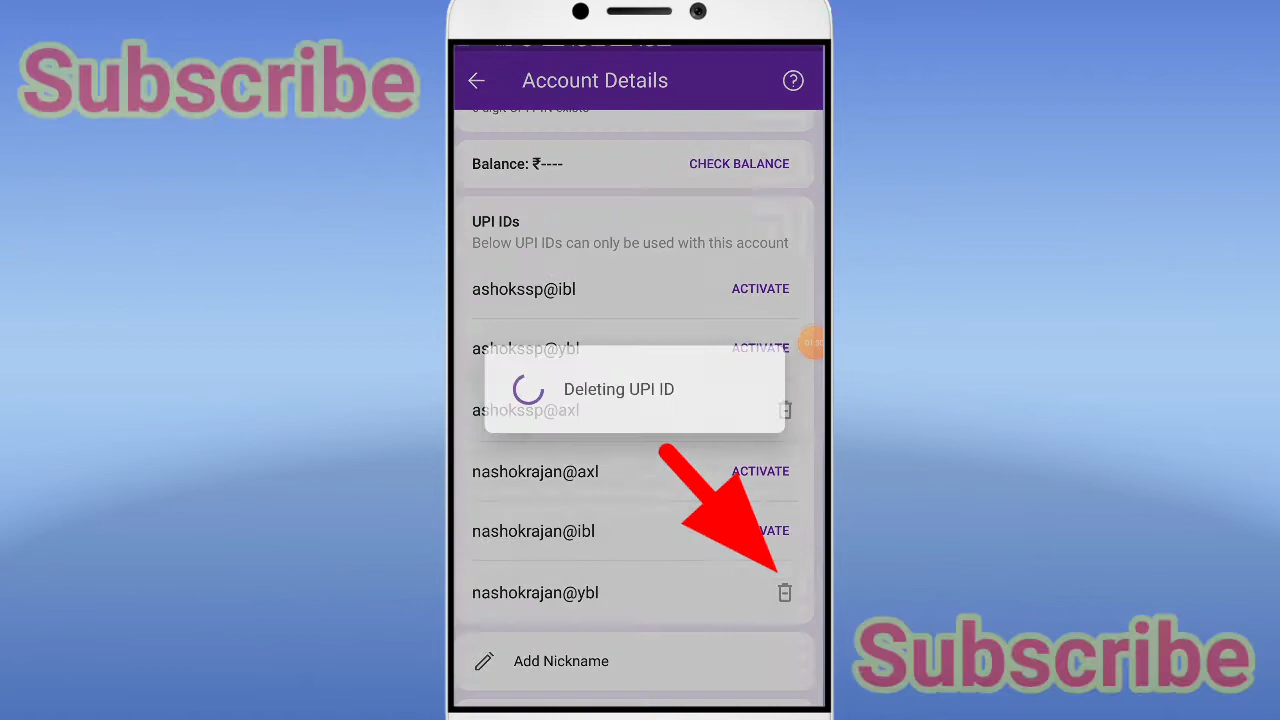 Subscribe
Account Details
Balance: ₹----
CHECK BALANCE
UPI IDs
Below UPI IDs can only be used with this account
ashokssp@ibl
ACTIVATE
ashokssp@ybl
ACTIVATE
Deleting UPI ID
ashokssp@axl
nashokrajan@axl
ACTIVATE
nashokrajan@ibl
VATE
nashokrajan@ybl
Add Nickname
Subscribe